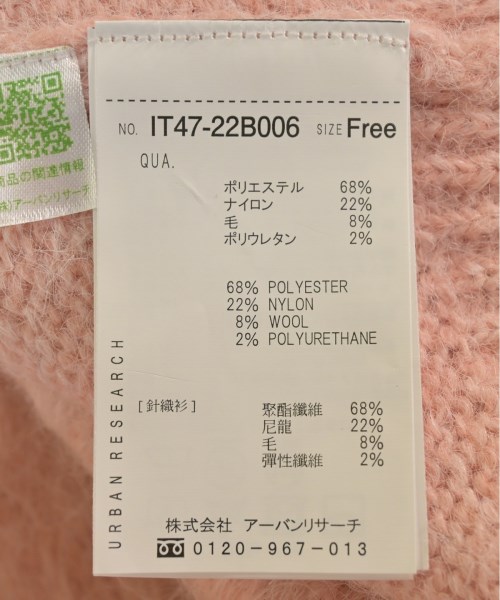 NO. IT47-22B006 SIZE Free
QUA.
ポリエステル 68%
ナイロン 22%
毛 8%
ポリウレタン 2%
68% POLYESTER
22% NYLON
8% WOOL
2% POLYURETHANE
[針織衫] 聚酯纖維 68%
尼龍 22%
毛 8%
彈性纖維 2%
URBAN RESEARCH
株式会社 アーバンリサーチ
0120-967-013
商品の関連情報
(株)アーバンリサーチ